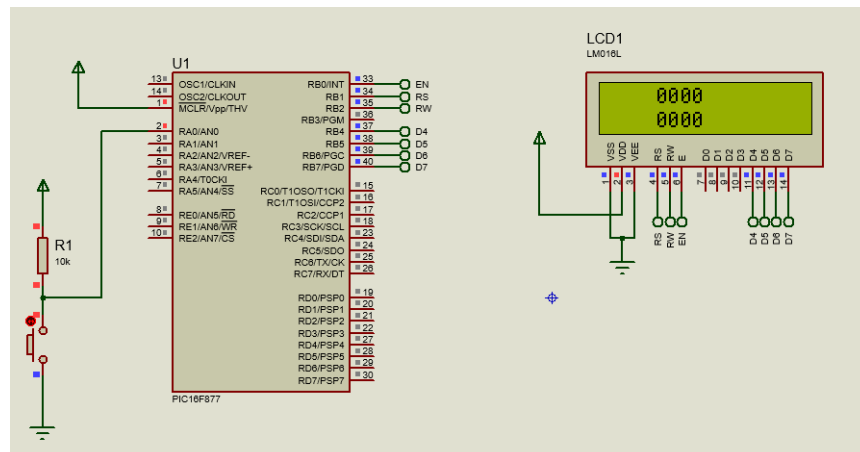 U1
13 OSC1/CLKIN
14 OSC2/CLKOUT
1 MCLR/Vpp/THV
2 RA0/AN0
3 RA1/AN1
4 RA2/AN2/VREF-
5 RA3/AN3/VREF+
6 RA4/T0CKI
7 RA5/AN4/SS
8 RE0/AN5/RD
9 RE1/AN6/WR
10 RE2/AN7/CS
RB0/INT 33 EN
RB1 34 RS
RB2 35 RW
RB3/PGM 36
RB4 37 D4
RB5 38 D5
RB6/PGC 39 D6
RB7/PGD 40 D7
RC0/T1OSO/T1CKI 15
RC1/T1OSI/CCP2 16
RC2/CCP1 17
RC3/SCK/SCL 18
RC4/SDI/SDA 23
RC5/SDO 24
RC6/TX/CK 25
RC7/RX/DT 26
RD0/PSP0 19
RD1/PSP1 20
RD2/PSP2 21
RD3/PSP3 22
RD4/PSP4 27
RD5/PSP5 28
RD6/PSP6 29
RD7/PSP7 30
PIC16F877
R1
10k
LCD1
LM016L
0000
0000
VSS VDD VEE RS RW E D0 D1 D2 D3 D4 D5 D6 D7
1 2 3 4 5 6 7 8 9 10 11 12 13 14
RS RW EN D4 D5 D6 D7